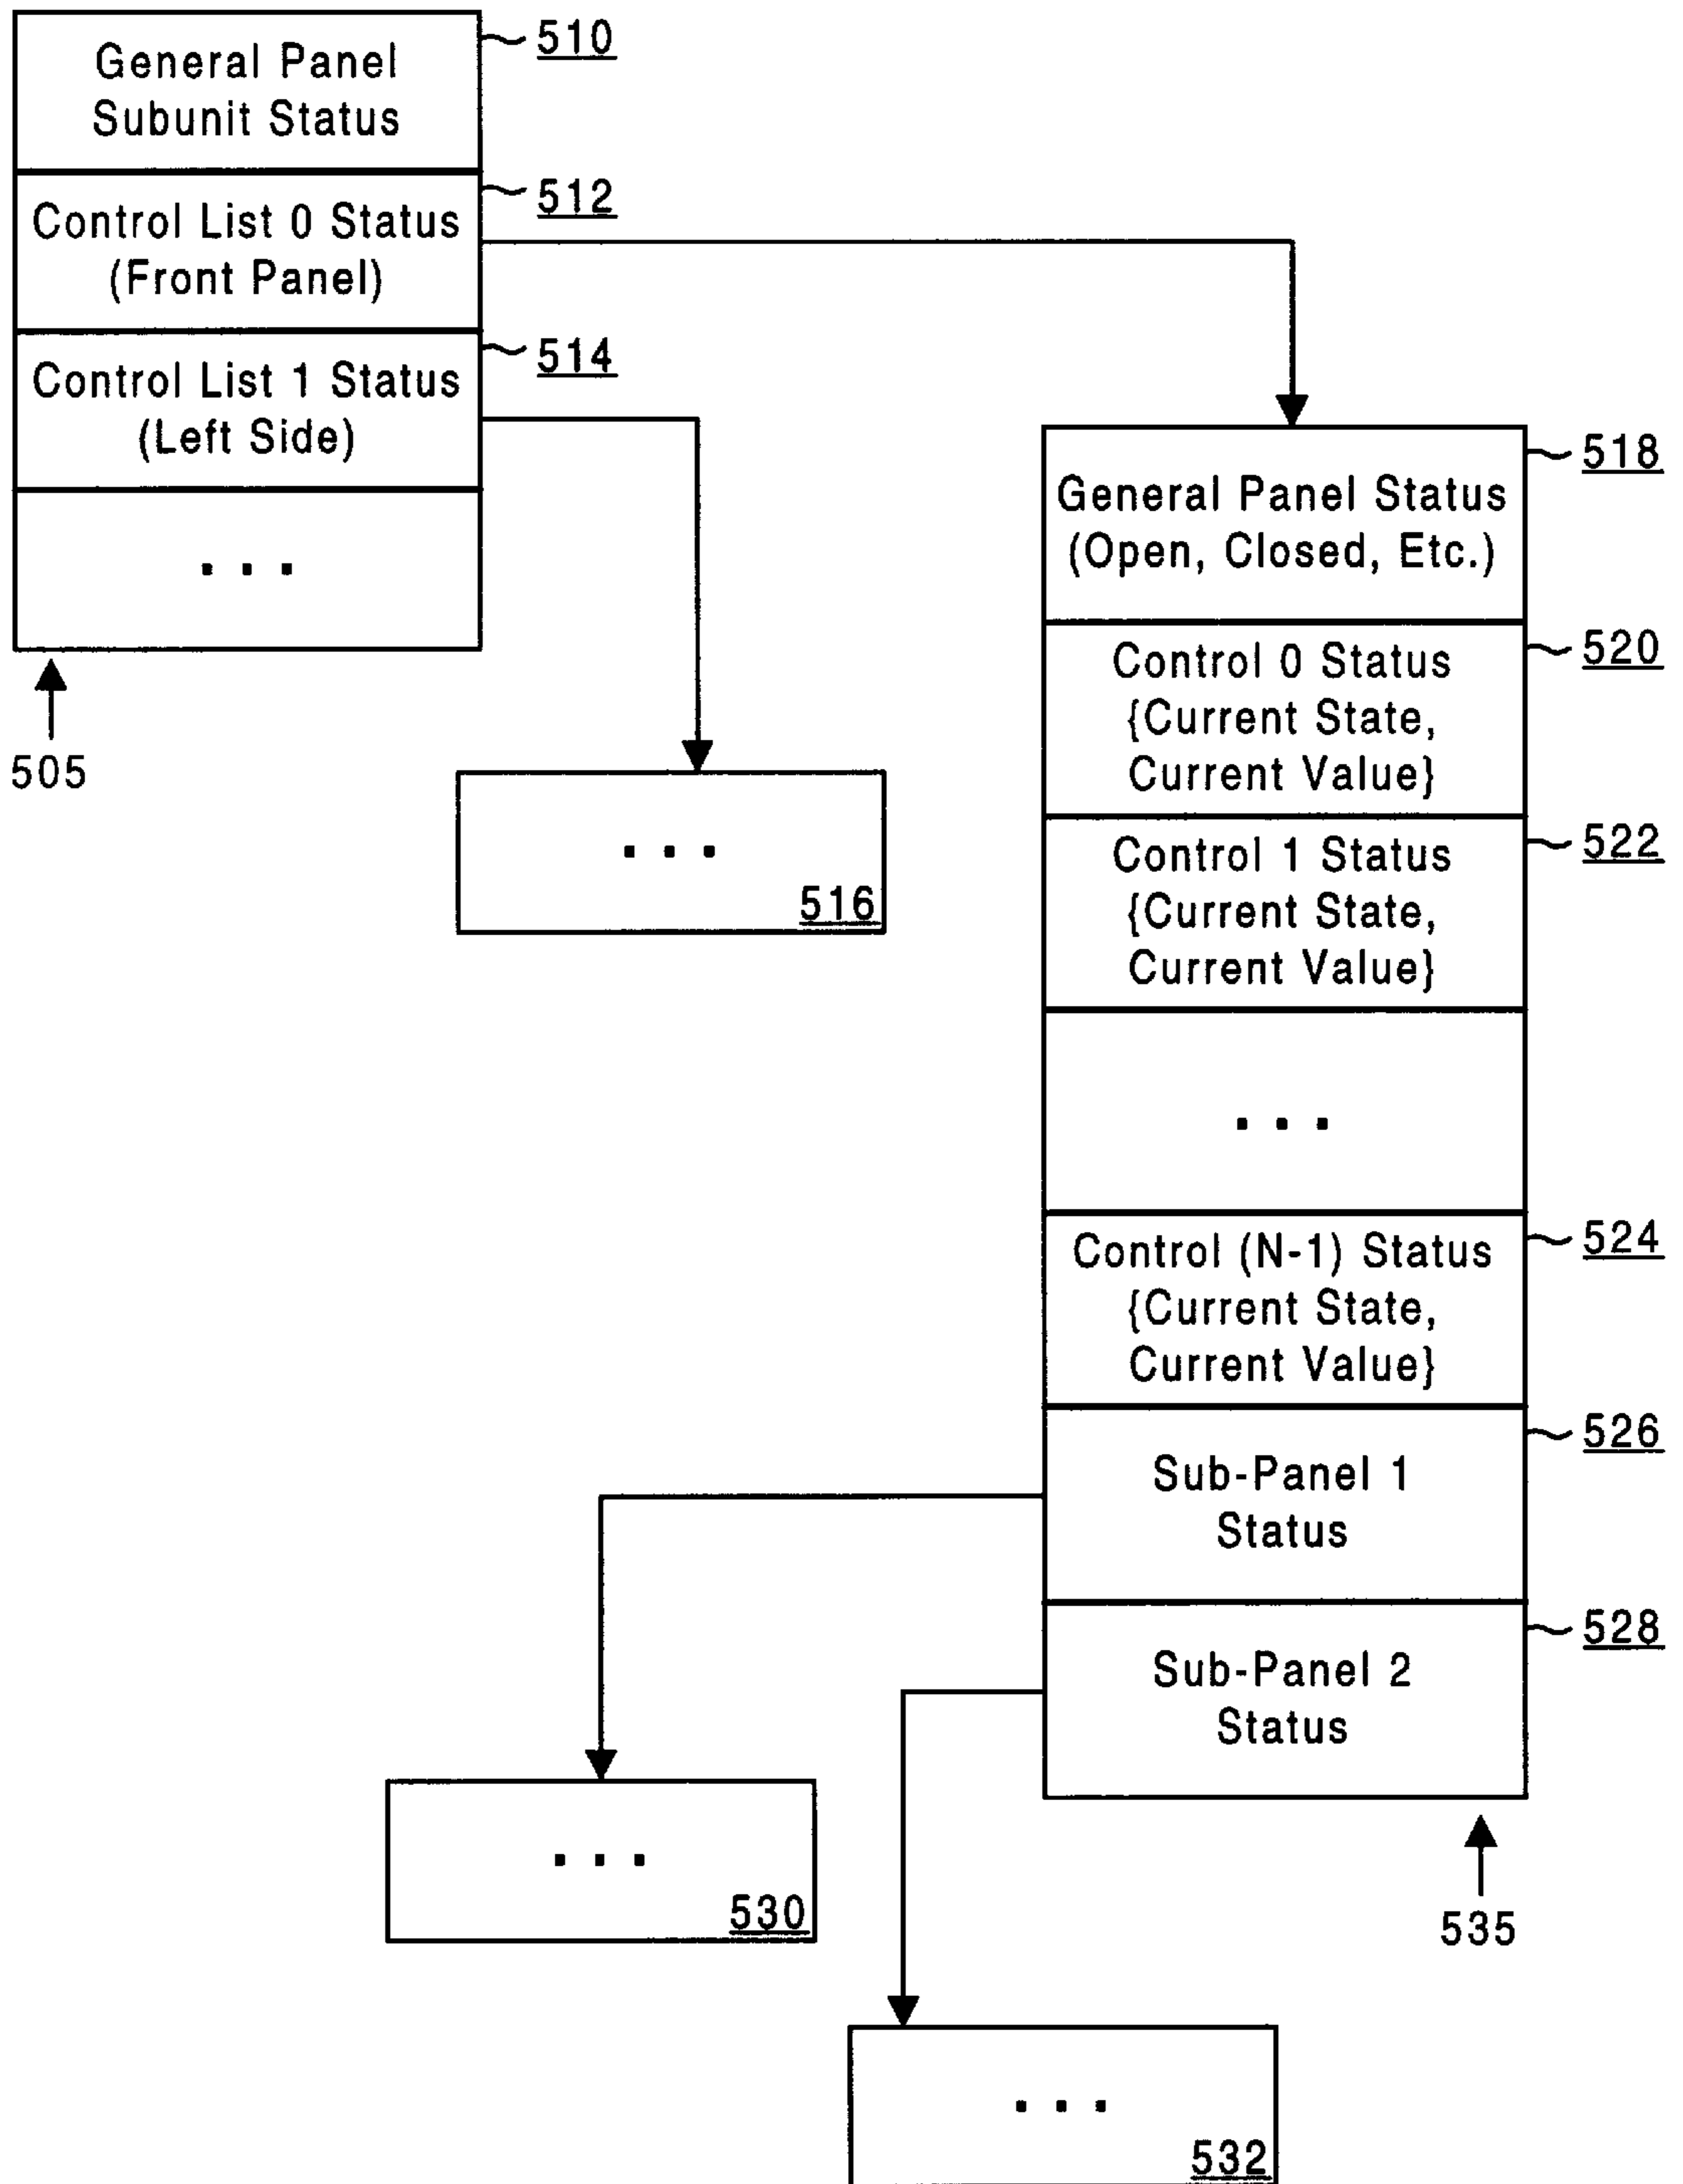 General Panel
Subunit Status
510
Control List 0 Status
(Front Panel)
512
Control List 1 Status
(Left Side)
514
. . .
505
. . .
516
General Panel Status
(Open, Closed, Etc.)
518
Control 0 Status
{Current State,
Current Value}
520
Control 1 Status
{Current State,
Current Value}
522
. . .
Control (N-1) Status
{Current State,
Current Value}
524
Sub-Panel 1
Status
526
Sub-Panel 2
Status
528
. . .
530
535
. . .
532